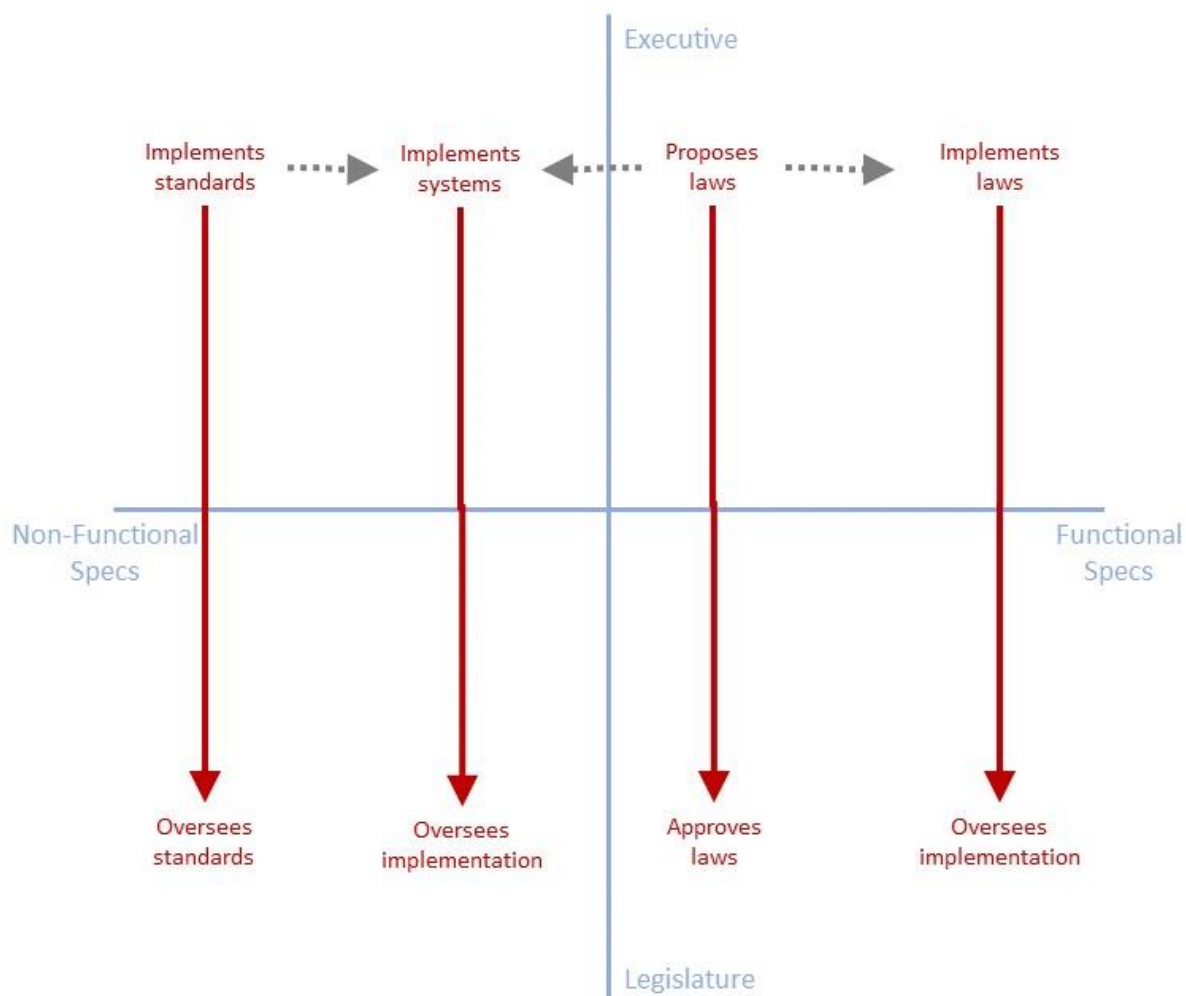 Executive
Implements
standards
Implements
systems
Proposes
laws
Implements
laws
Non-Functional
Specs
Functional
Specs
Oversees
standards
Oversees
implementation
Approves
laws
Oversees
implementation
Legislature